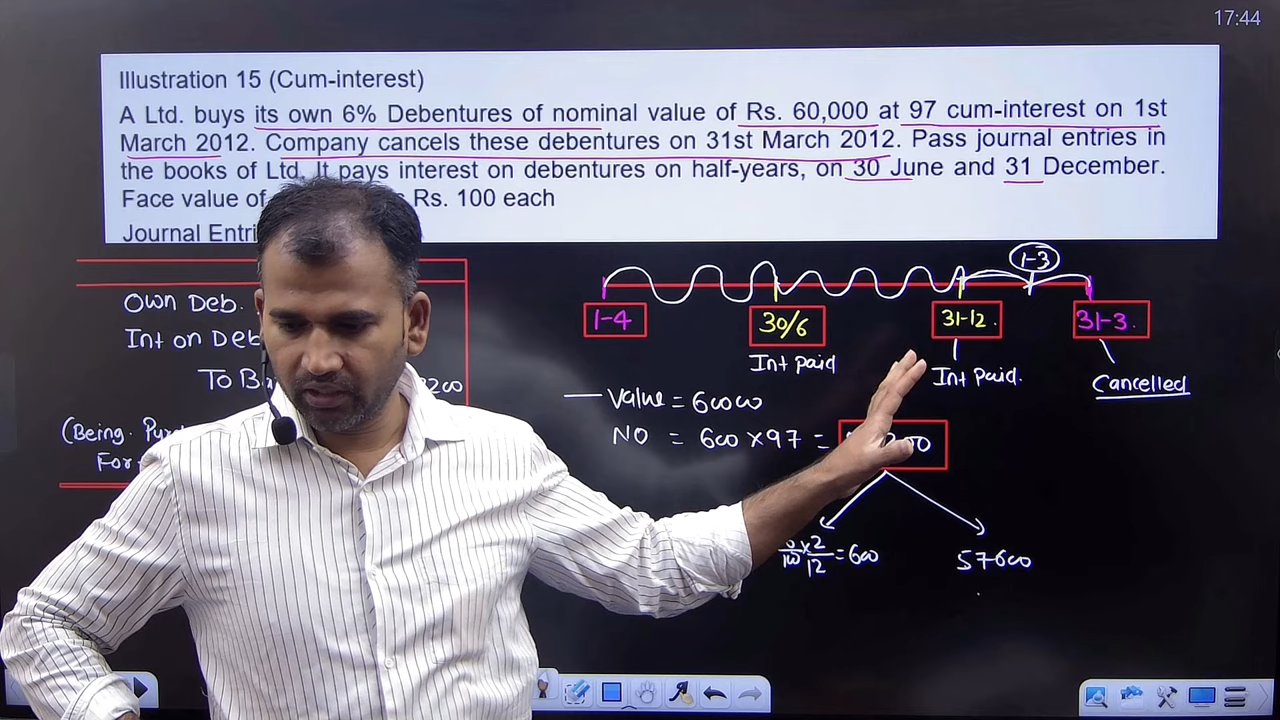 17:44
Illustration 15 (Cum-interest)
A Ltd. buys its own 6% Debentures of nominal value of Rs. 60,000 at 97 cum-interest on 1st
March 2012. Company cancels these debentures on 31st March 2012. Pass journal entries in
the books of Ltd. It pays interest on debentures on half-years, on 30 June and 31 December.
Face value of Rs. 100 each
Journal
Own Deb.
Int on Deb
To
(Being.
1-3
1-4
30/6
31-12.
31-3.
Int paid
Int Paid.
Cancelled
Value = 60000
NO = 600 × 97 =
× 2/12 = 600
57600